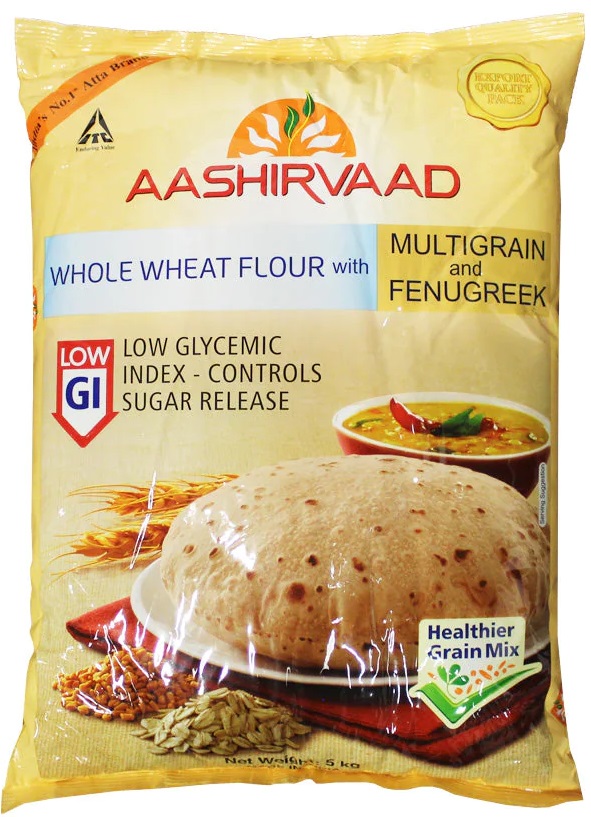 India's No.1* Atta Brand
EXPORT
QUALITY
PACK
ITC
Enduring Value
AASHIRVAAD
WHOLE WHEAT FLOUR with
MULTIGRAIN
and
FENUGREEK
LOW
GI
LOW GLYCEMIC
INDEX - CONTROLS
SUGAR RELEASE
Serving Suggestion
Healthier
Grain Mix
Net Weight: 5 kg